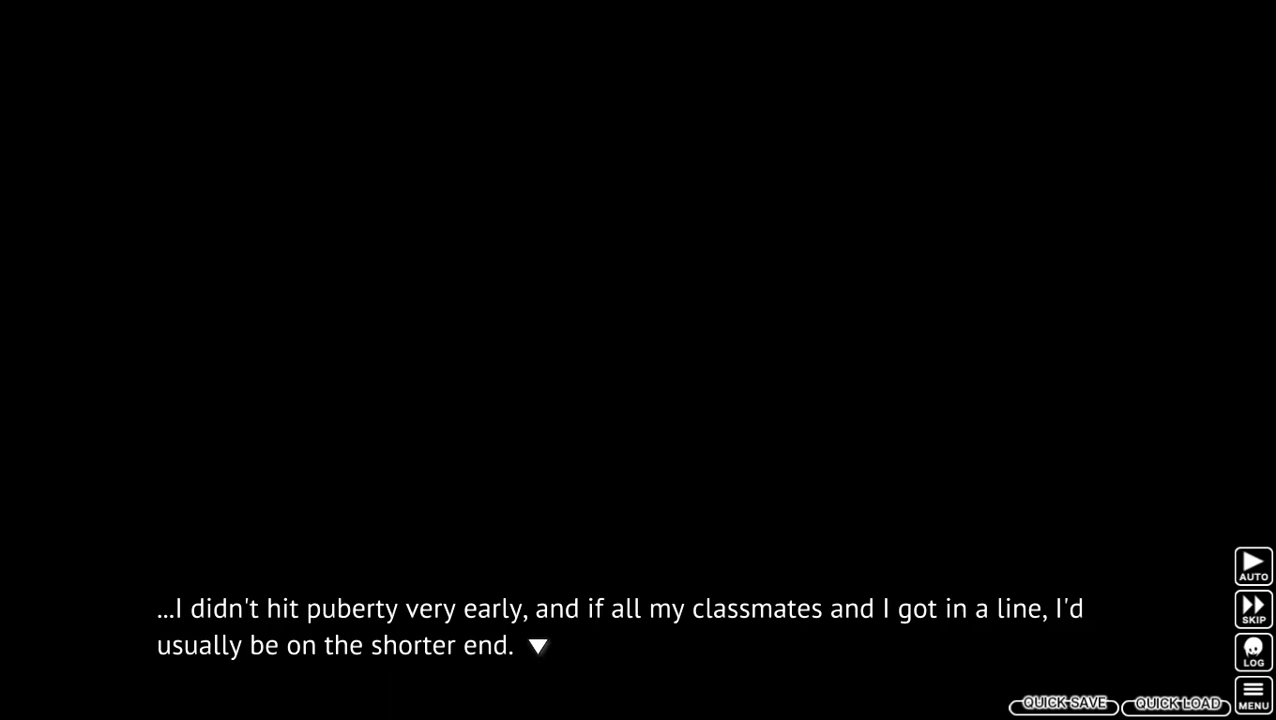 ...I didn't hit puberty very early, and if all my classmates and I got in a line, I'd
usually be on the shorter end.
AUTO
SKIP
LOG
MENU
QUICK SAVE QUICK LOAD